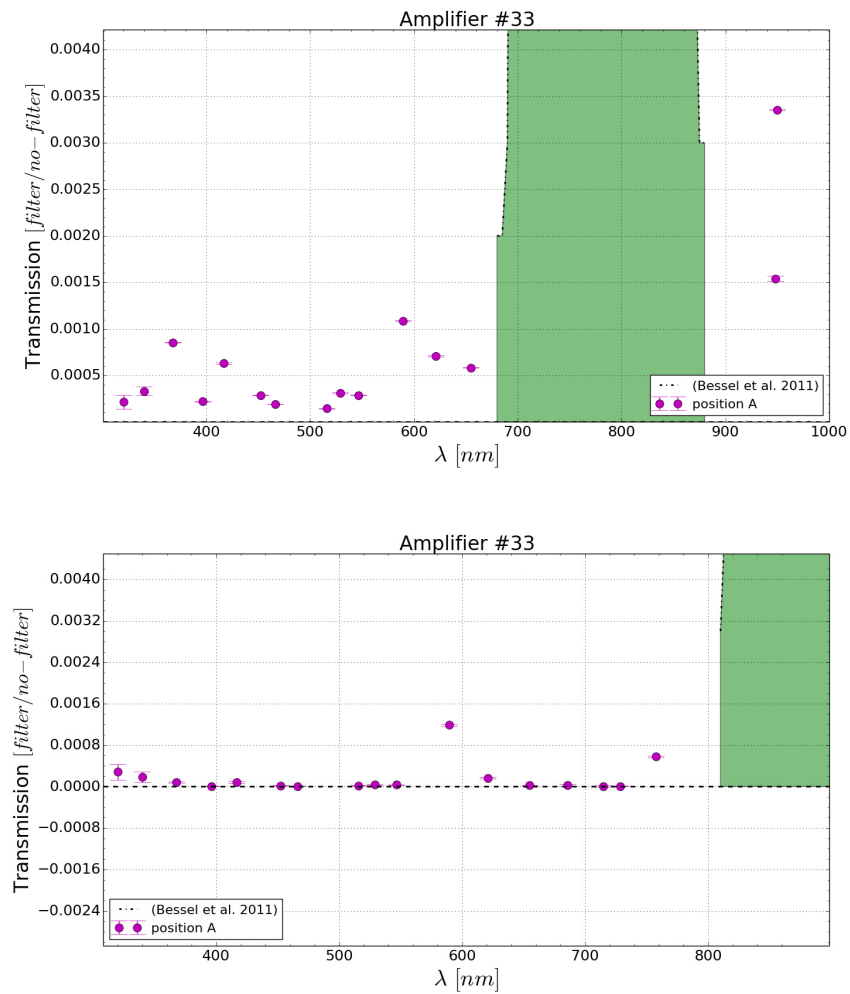 Amplifier #33
Transmission [filter/no−filter]
0.0040
0.0035
0.0030
0.0025
0.0020
0.0015
0.0010
0.0005
400 500 600 700 800 900 1000
λ [nm]
(Bessel et al. 2011)
position A
Amplifier #33
Transmission [filter/no−filter]
0.0040
0.0032
0.0024
0.0016
0.0008
0.0000
−0.0008
−0.0016
−0.0024
400 500 600 700 800
λ [nm]
(Bessel et al. 2011)
position A